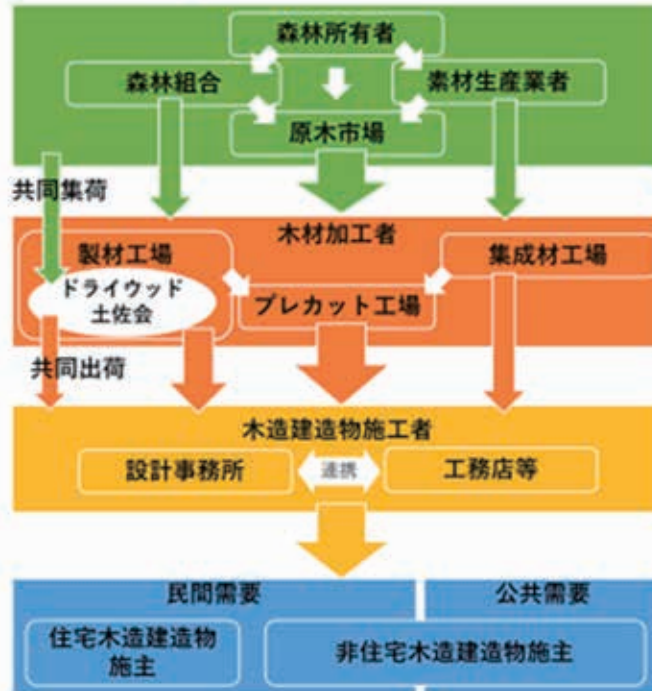 森林所有者
森林組合
素材生産業者
原木市場
共同集荷
木材加工者
製材工場
集成材工場
ドライウッド
土佐会
プレカット工場
共同出荷
木造建造物施工者
設計事務所
連携
工務店等
民間需要
公共需要
住宅木造建造物
施主
非住宅木造建造物施主